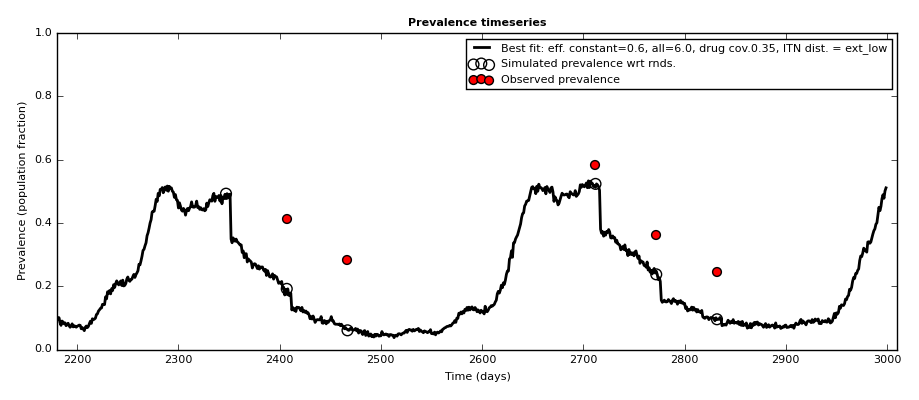 Prevalence timeseries
Best fit: eff. constant=0.6, all=6.0, drug cov.0.35, ITN dist. = ext_low
Simulated prevalence wrt rnds.
Observed prevalence
Prevalence (population fraction)
1.0
0.8
0.6
0.4
0.2
0.0
2200 2300 2400 2500 2600 2700 2800 2900 3000
Time (days)